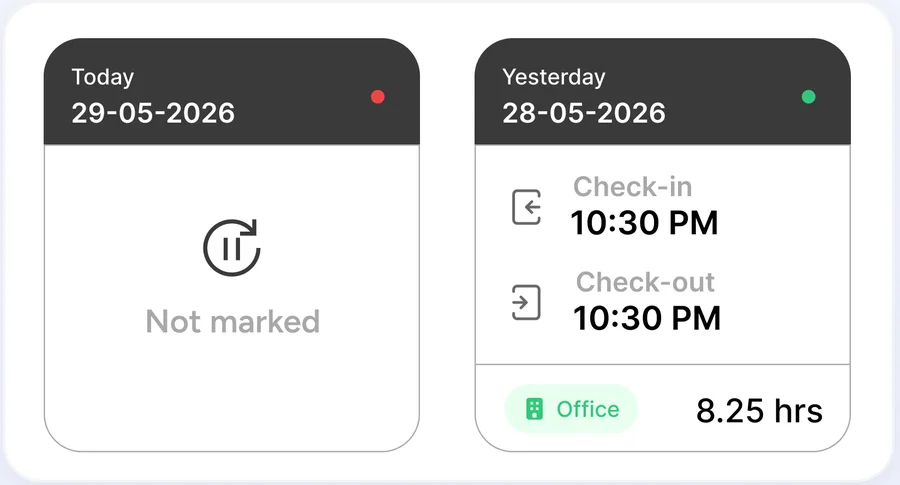 Today
29-05-2026
Not marked
Yesterday
28-05-2026
Check-in
10:30 PM
Check-out
10:30 PM
Office
8.25 hrs